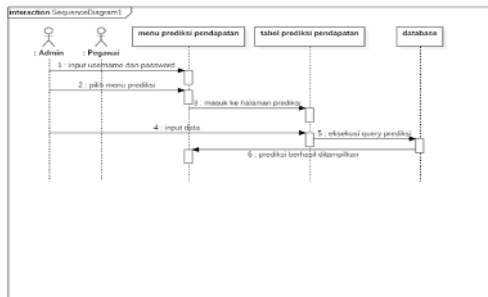 interaction SequenceDiagram1
menu prediksi pendapatan
tabel prediksi pendapatan
database
: Admin
: Pegawai
1 : input username dan password
2 : pilih menu prediksi
3 : masuk ke halaman prediksi
4 : input data
5 : eksekusi query prediksi
6 : prediksi berhasil ditampilkan